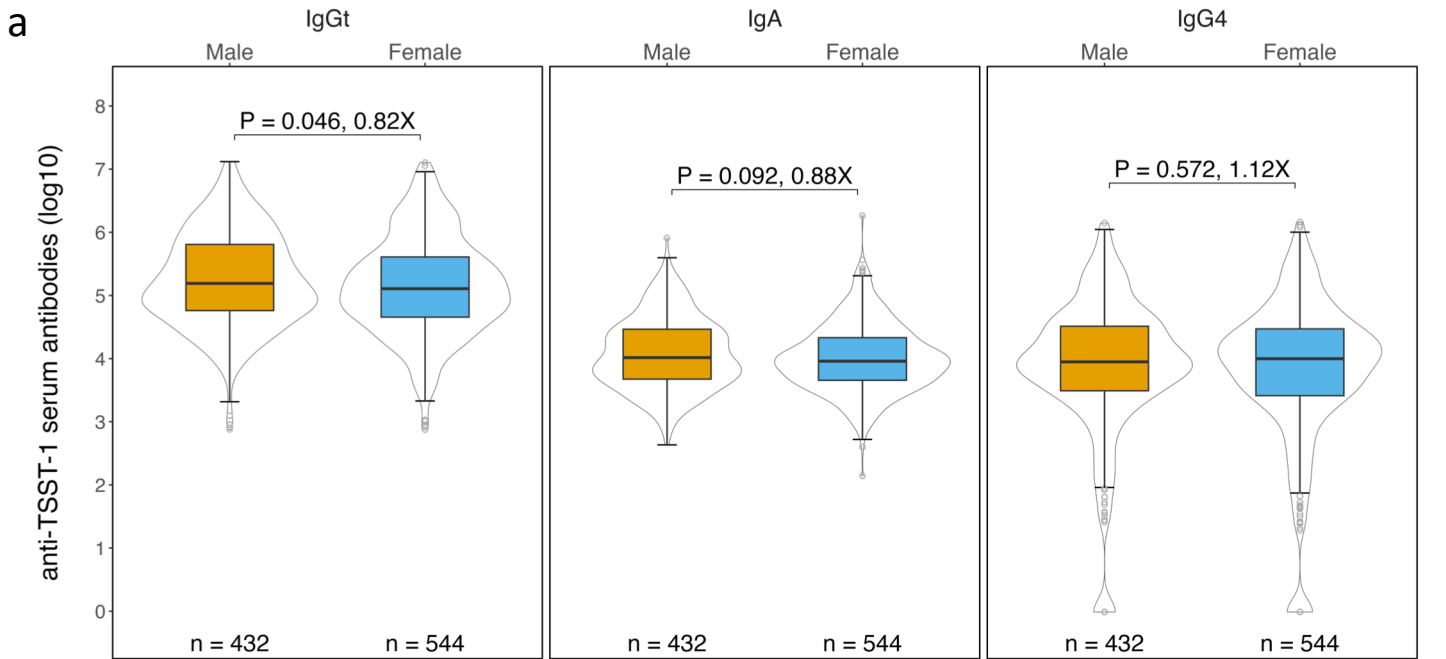 a
IgGt
IgA
IgG4
Male Female
Male Female
Male Female
anti-TSST-1 serum antibodies (log10)
8
7
6
5
4
3
2
1
0
P = 0.046, 0.82X
P = 0.092, 0.88X
P = 0.572, 1.12X
n = 432 n = 544
n = 432 n = 544
n = 432 n = 544